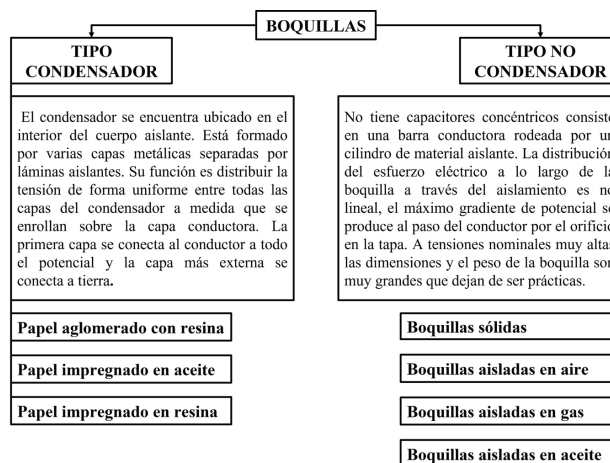 BOQUILLAS
TIPO
CONDENSADOR
El condensador se encuentra ubicado en el
interior del cuerpo aislante. Está formado
por varias capas metálicas separadas por
láminas aislantes. Su función es distribuir la
tensión de forma uniforme entre todas las
capas del condensador a medida que se
enrollan sobre la capa conductora. La
primera capa se conecta al conductor a todo
el potencial y la capa más externa se
conecta a tierra.
Papel aglomerado con resina
Papel impregnado en aceite
Papel impregnado en resina
TIPO NO
CONDENSADOR
No tiene capacitores concéntricos consiste
en una barra conductora rodeada por un
cilindro de material aislante. La distribución
del esfuerzo eléctrico a lo largo de la
boquilla a través del aislamiento es no
lineal, el máximo gradiente de potencial se
produce al paso del conductor por el orificio
en la tapa. A tensiones nominales muy altas
las dimensiones y el peso de la boquilla son
muy grandes que dejan de ser prácticas.
Boquillas sólidas
Boquillas aisladas en aire
Boquillas aisladas en gas
Boquillas aisladas en aceite